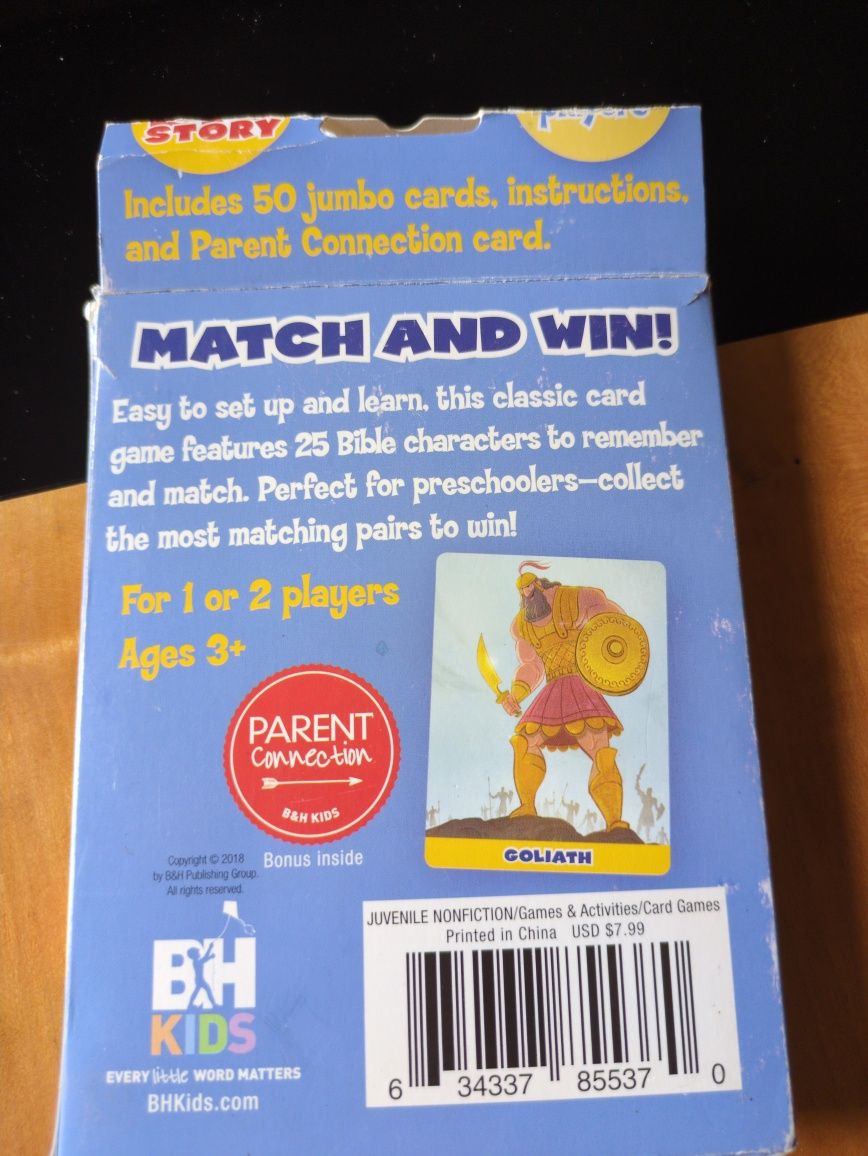 STORY
players
Includes 50 jumbo cards, instructions,
and Parent Connection card.
MATCH AND WIN!
Easy to set up and learn, this classic card
game features 25 Bible characters to remember
and match. Perfect for preschoolers—collect
the most matching pairs to win!
For 1 or 2 players
Ages 3+
PARENT
Connection
B&H KIDS
Bonus inside
GOLIATH
Copyright © 2018
by B&H Publishing Group.
All rights reserved.
BH
KIDS
EVERY little WORD MATTERS
BHKids.com
JUVENILE NONFICTION/Games & Activities/Card Games
Printed in China USD $7.99
6 34337 85537 0